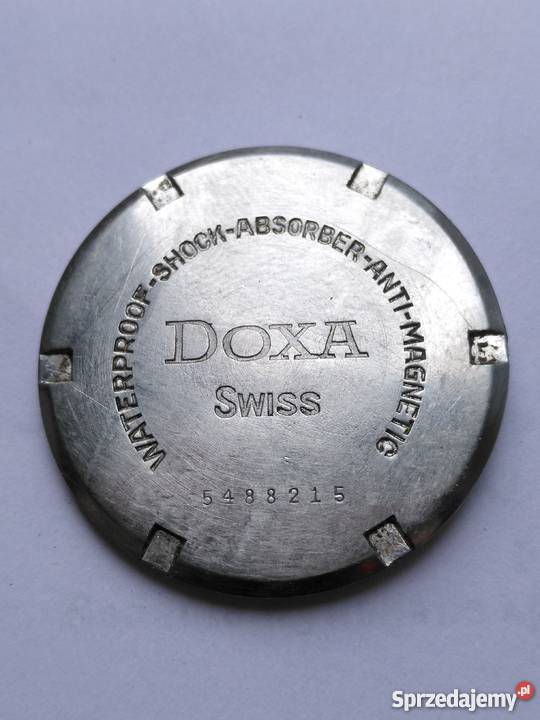 WATERPROOF-SHOCK-ABSORBER-ANTI-MAGNETIC
DOXA
SWISS
5488215
Sprzedajemy.pl